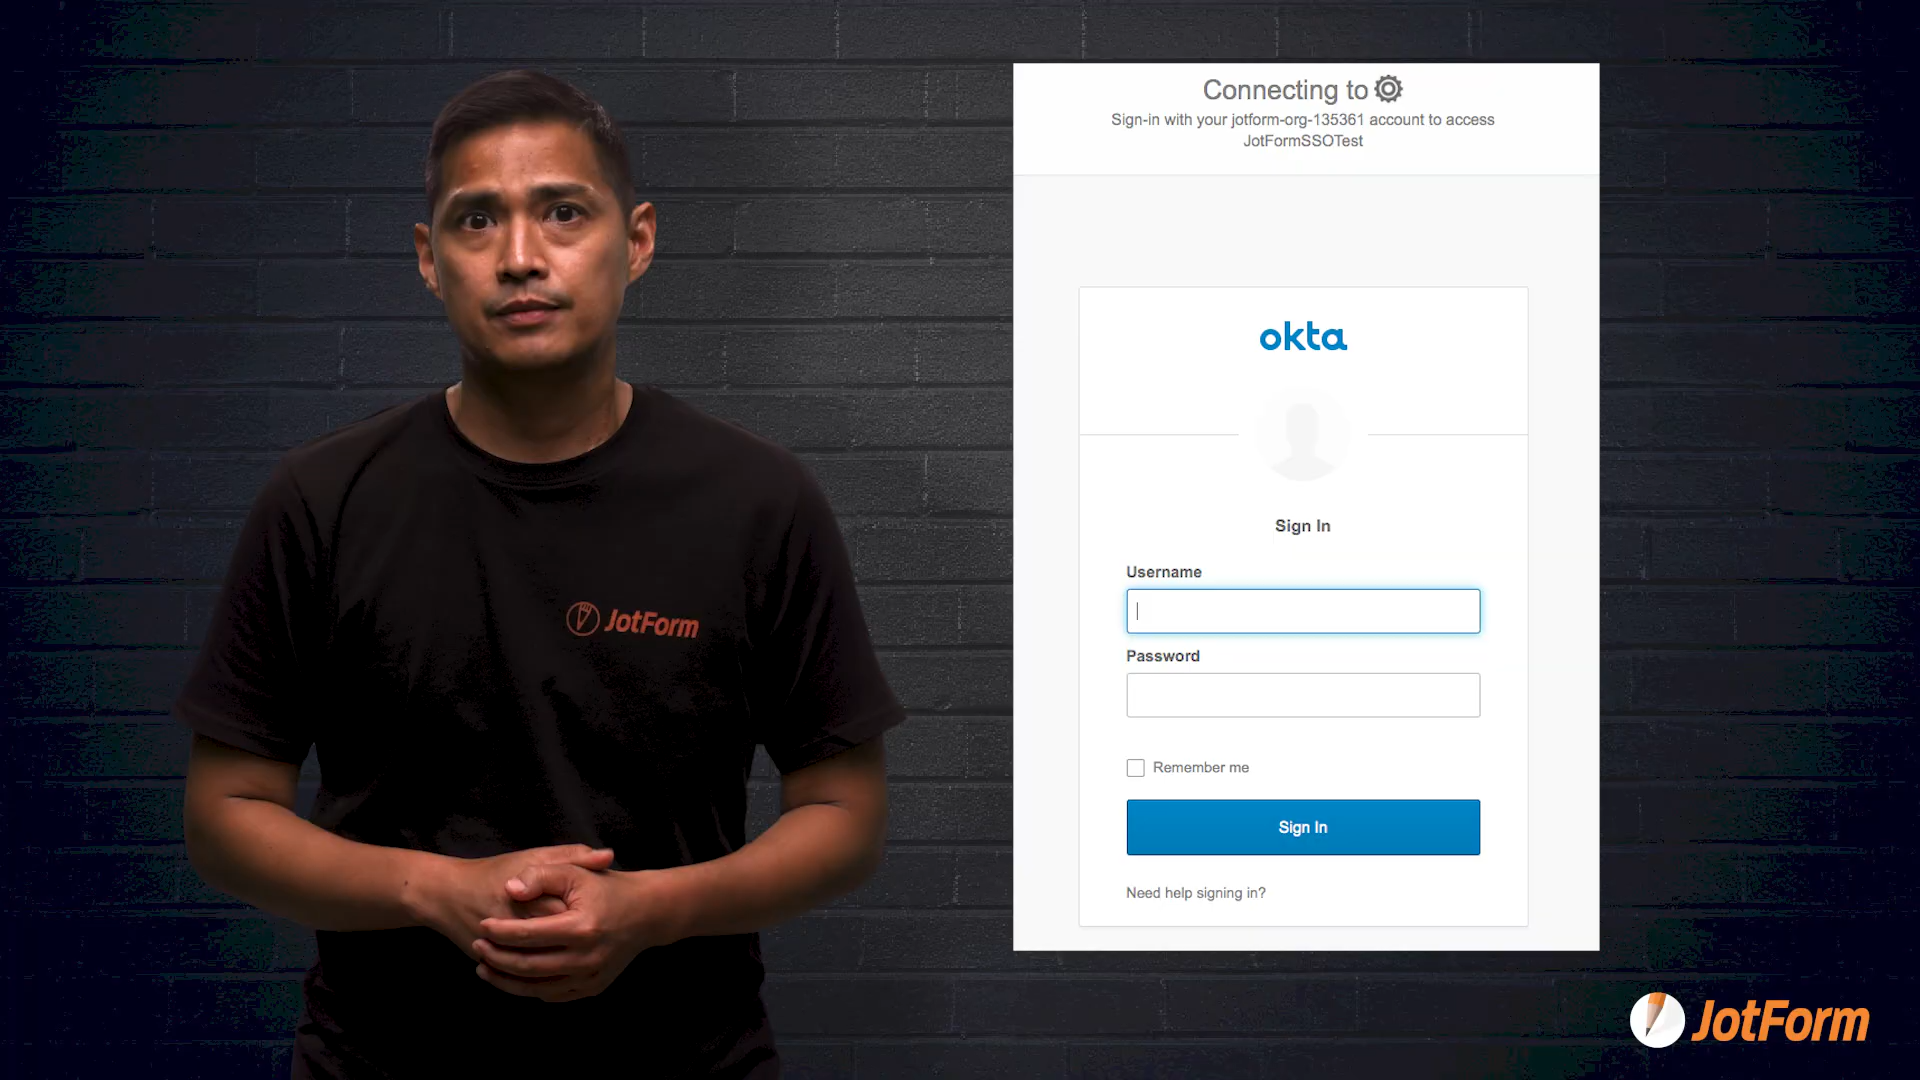 Connecting to
Sign-in with your jotform-org-135361 account to access
JotFormSSOTest
okta
Sign In
Username
Password
Remember me
Sign In
Need help signing in?
JotForm
JotForm